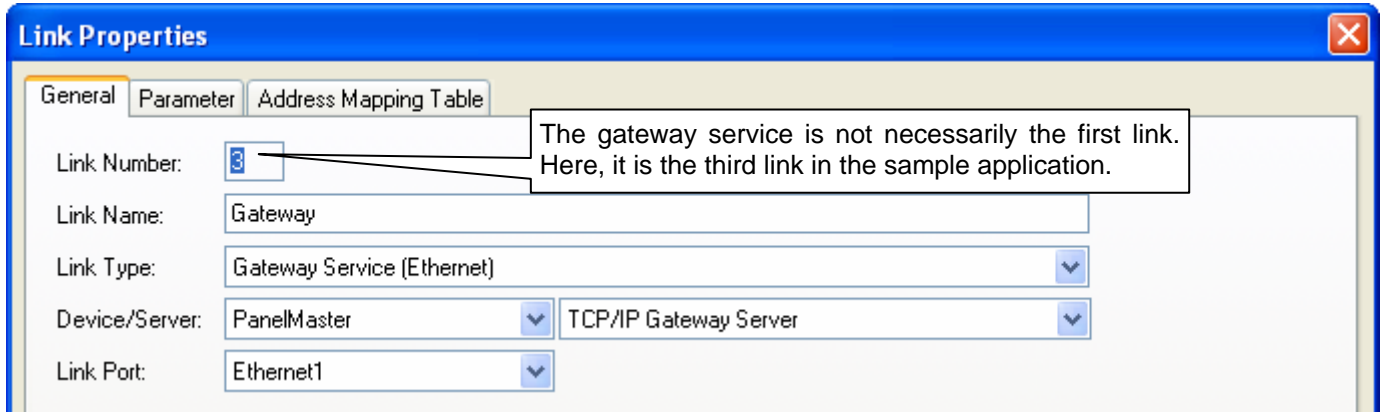 Link Properties
General Parameter Address Mapping Table
The gateway service is not necessarily the first link.
Here, it is the third link in the sample application.
Link Number: 3
Link Name: Gateway
Link Type: Gateway Service (Ethernet)
Device/Server: PanelMaster TCP/IP Gateway Server
Link Port: Ethernet1